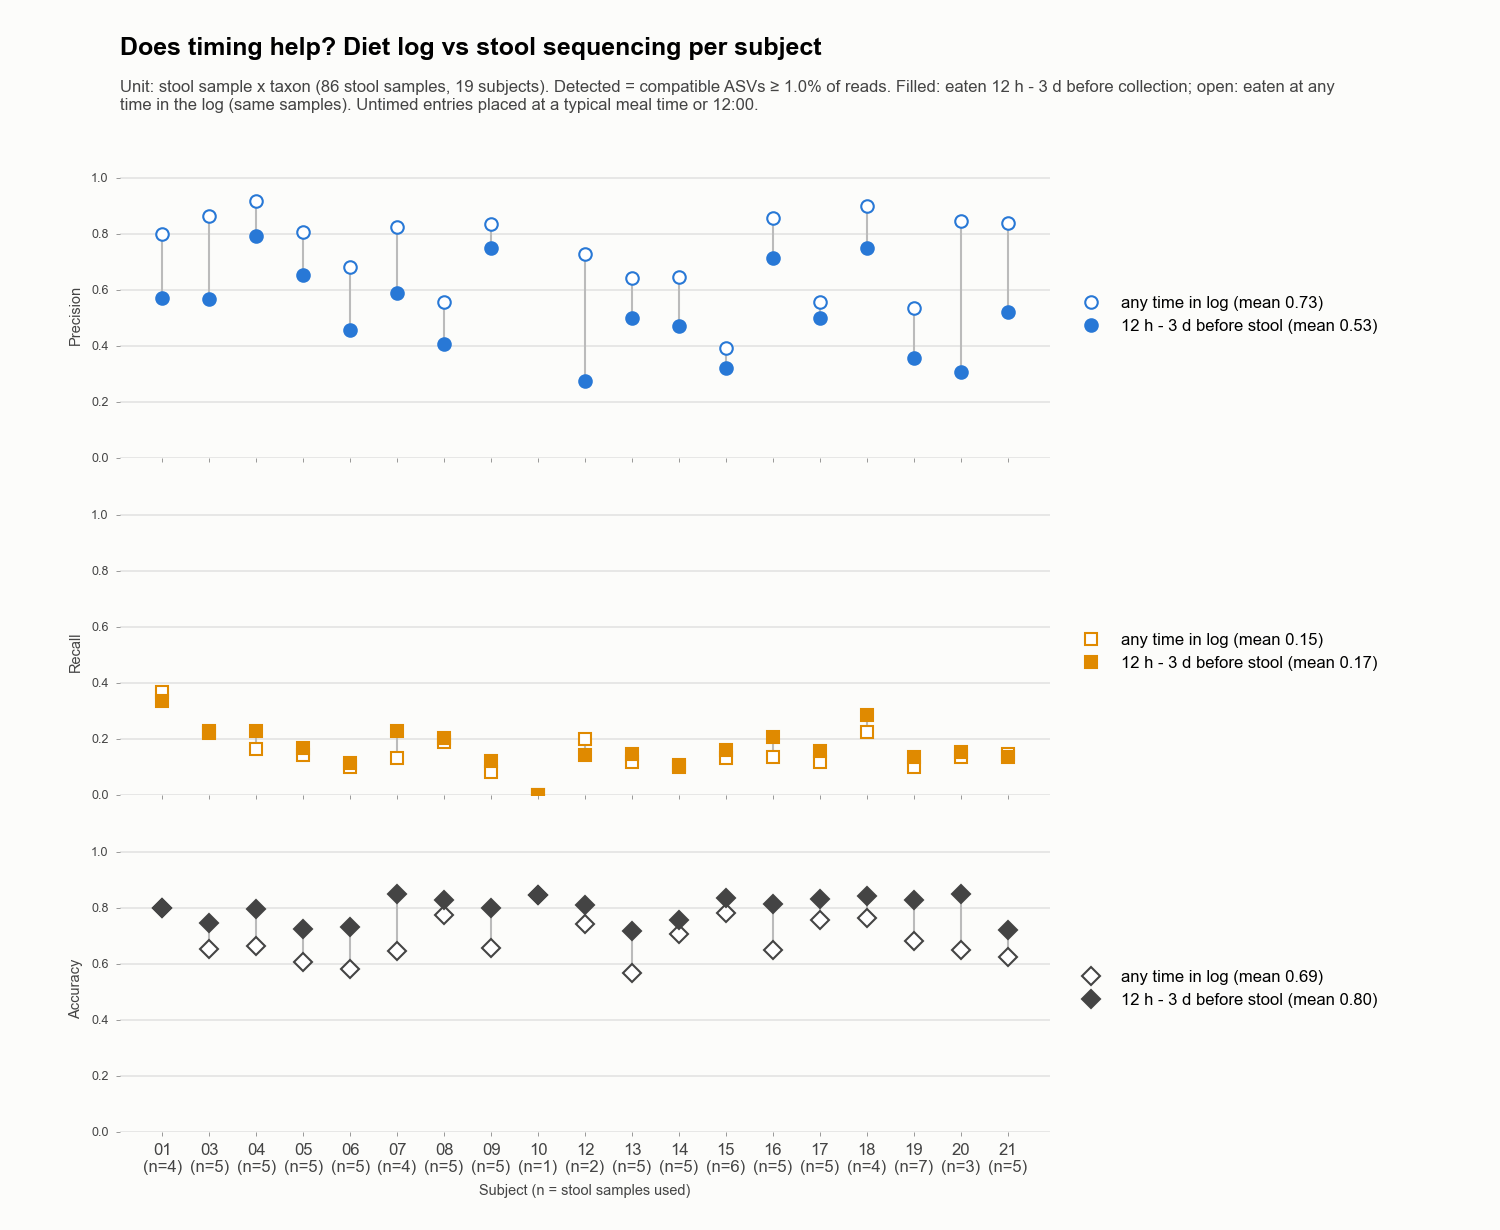 Does timing help? Diet log vs stool sequencing per subject
Unit: stool sample x taxon (86 stool samples, 19 subjects). Detected = compatible ASVs ≥ 1.0% of reads. Filled: eaten 12 h - 3 d before collection; open: eaten at any
time in the log (same samples). Untimed entries placed at a typical meal time or 12:00.
Precision
1.0
0.8
0.6
0.4
0.2
0.0
any time in log (mean 0.73)
12 h - 3 d before stool (mean 0.53)
Recall
1.0
0.8
0.6
0.4
0.2
0.0
any time in log (mean 0.15)
12 h - 3 d before stool (mean 0.17)
Accuracy
1.0
0.8
0.6
0.4
0.2
0.0
any time in log (mean 0.69)
12 h - 3 d before stool (mean 0.80)
01 03 04 05 06 07 08 09 10 12 13 14 15 16 17 18 19 20 21
(n=4) (n=5) (n=5) (n=5) (n=5) (n=4) (n=5) (n=5) (n=1) (n=2) (n=5) (n=5) (n=6) (n=5) (n=5) (n=4) (n=7) (n=3) (n=5)
Subject (n = stool samples used)